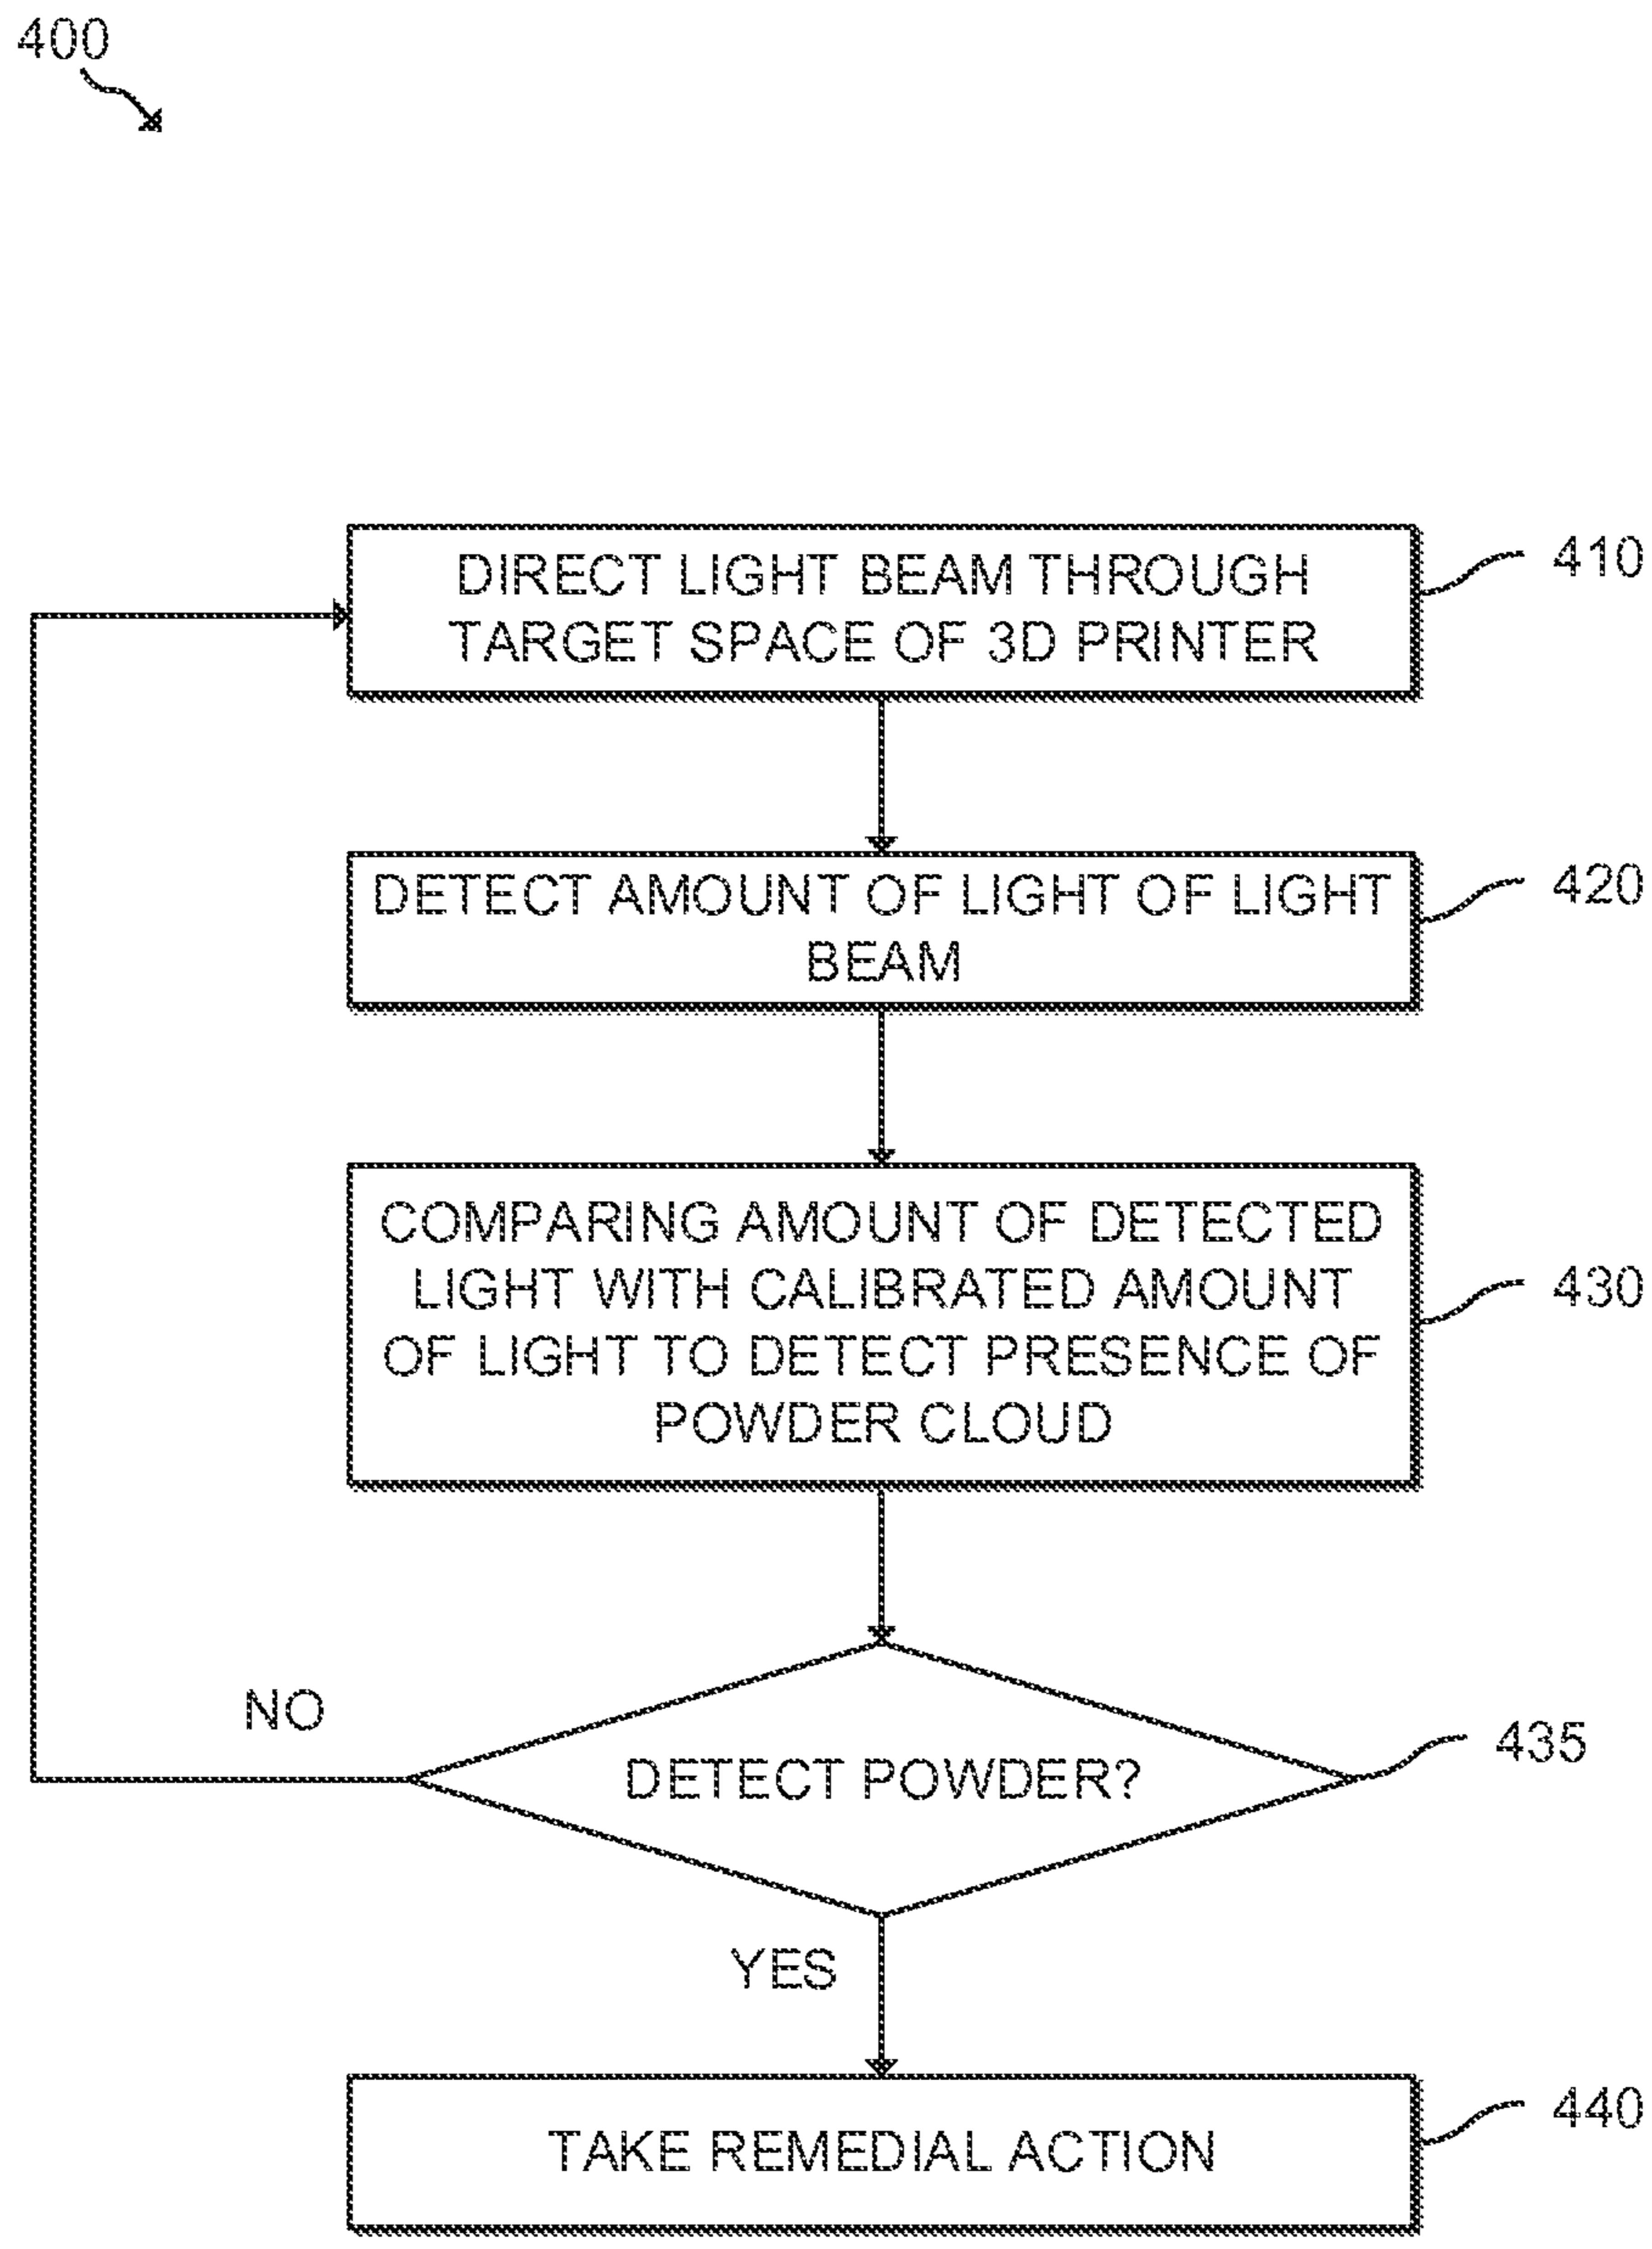 400
DIRECT LIGHT BEAM THROUGH
TARGET SPACE OF 3D PRINTER
410
DETECT AMOUNT OF LIGHT OF LIGHT
BEAM
420
COMPARING AMOUNT OF DETECTED
LIGHT WITH CALIBRATED AMOUNT
OF LIGHT TO DETECT PRESENCE OF
POWDER CLOUD
430
NO
DETECT POWDER?
435
YES
TAKE REMEDIAL ACTION
440